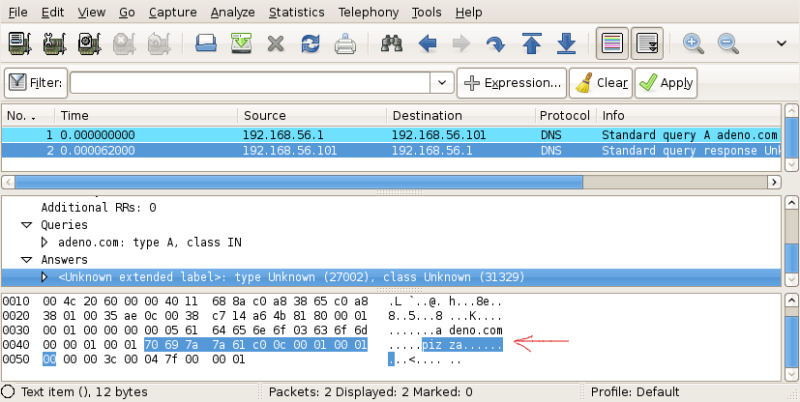 File Edit View Go Capture Analyze Statistics Telephony Tools Help
Filter: Expression... Clear Apply
No. . Time Source Destination Protocol Info
1 0.000000000 192.168.56.1 192.168.56.101 DNS Standard query A adeno.com
2 0.000062000 192.168.56.101 192.168.56.1 DNS Standard query response Unk
Additional RRs: 0
Queries
adeno.com: type A, class IN
Answers
<Unknown extended label>: type Unknown (27002), class Unknown (31329)
0010 00 4c 20 60 00 00 40 11 68 8a c0 a8 38 65 c0 a8 .L `..@. h...8e..
0020 38 01 00 35 ae 0c 00 38 c7 14 a6 4b 81 80 00 01 8..5...8 ...K....
0030 00 01 00 00 00 00 05 61 64 65 6e 6f 03 63 6f 6d .......a deno.com
0040 00 00 01 00 01 70 69 7a 7a 61 c0 0c 00 01 00 01 .....piz za......
0050 00 00 00 3c 00 04 7f 00 00 01 ...<.... ..
Text item (), 12 bytes Packets: 2 Displayed: 2 Marked: 0 Profile: Default